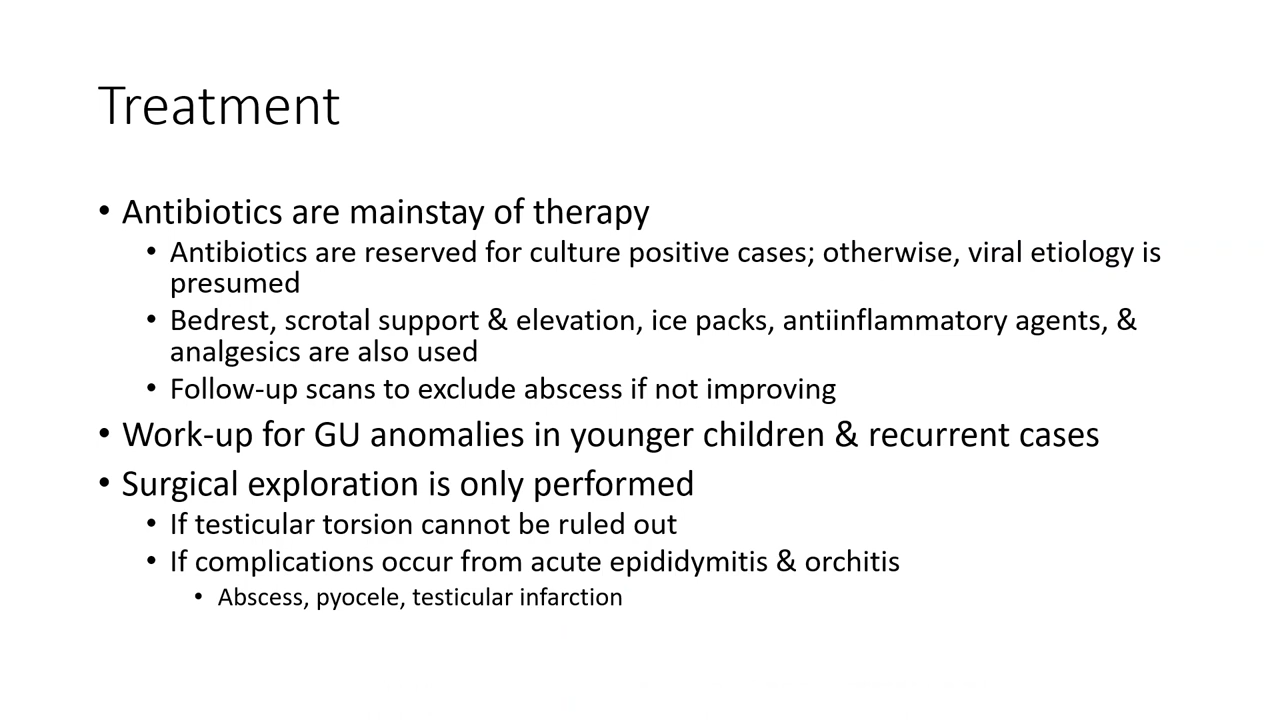 Treatment
• Antibiotics are mainstay of therapy
• Antibiotics are reserved for culture positive cases; otherwise, viral etiology is
presumed
• Bedrest, scrotal support & elevation, ice packs, antiinflammatory agents, &
analgesics are also used
• Follow-up scans to exclude abscess if not improving
• Work-up for GU anomalies in younger children & recurrent cases
• Surgical exploration is only performed
• If testicular torsion cannot be ruled out
• If complications occur from acute epididymitis & orchitis
• Abscess, pyocele, testicular infarction